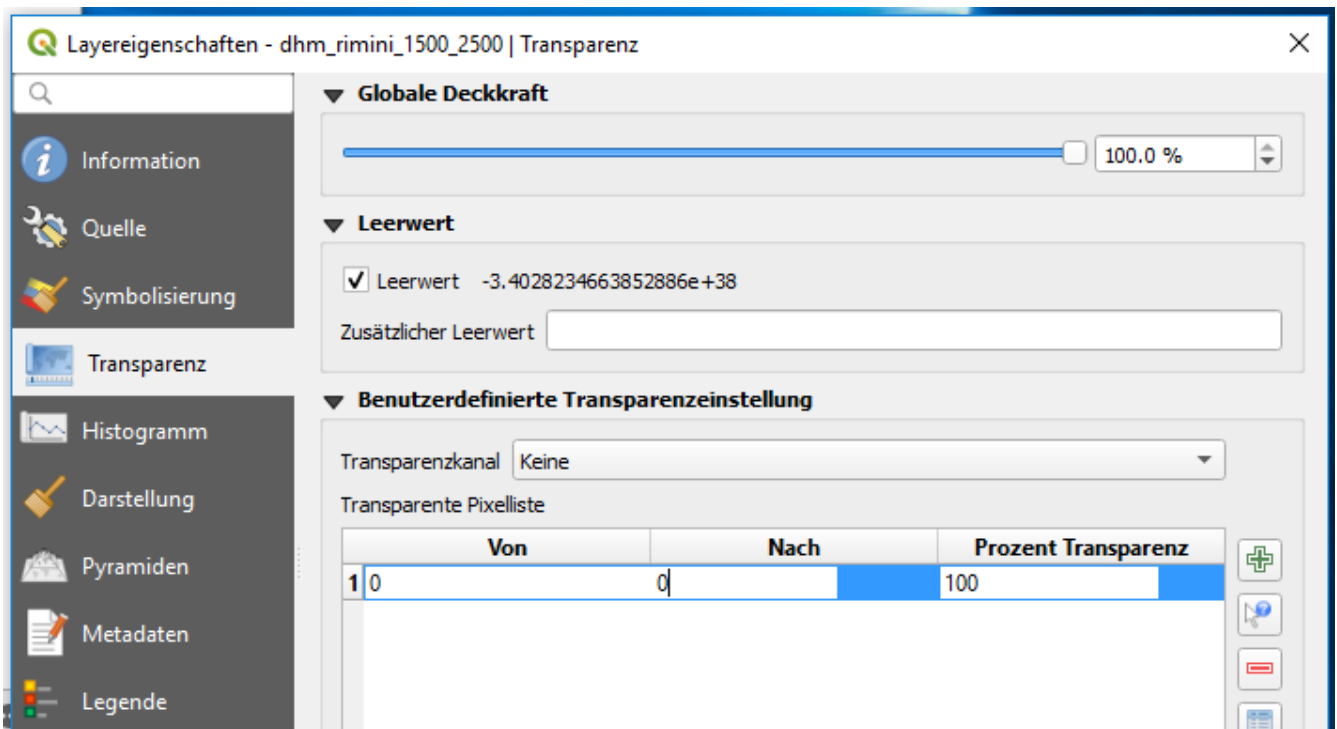 Layereigenschaften - dhm_rimini_1500_2500 | Transparenz
Globale Deckkraft
100.0 %
Information
Leerwert
Quelle
Leerwert -3.4028234663852886e+38
Symbolisierung
Zusätzlicher Leerwert
Transparenz
Benutzerdefinierte Transparenzeinstellung
Histogramm
Transparenzkanal Keine
Darstellung
Transparente Pixelliste
Von Nach Prozent Transparenz
Pyramiden
1 0 0 100
Metadaten
Legende